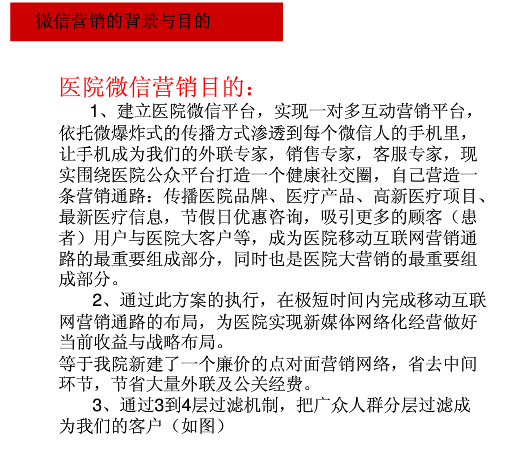 微信营销的背景与目的
医院微信营销目的：
1、建立医院微信平台，实现一对多互动营销平台，
依托微爆炸式的传播方式渗透到每个微信人的手机里，
让手机成为我们的外联专家，销售专家，客服专家，现
实围绕医院公众平台打造一个健康社交圈，自己营造一
条营销通路：传播医院品牌、医疗产品、高新医疗项目、
最新医疗信息，节假日优惠咨询，吸引更多的顾客（患
者）用户与医院大客户等，成为医院移动互联网营销通
路的最重要组成部分，同时也是医院大营销的最重要组
成部分。
2、通过此方案的执行，在极短时间内完成移动互联
网营销通路的布局，为医院实现新媒体网络化经营做好
当前收益与战略布局。
等于我院新建了一个廉价的点对面营销网络，省去中间
环节，节省大量外联及公关经费。
3、通过3到4层过滤机制，把广众人群分层过滤成
为我们的客户（如图）